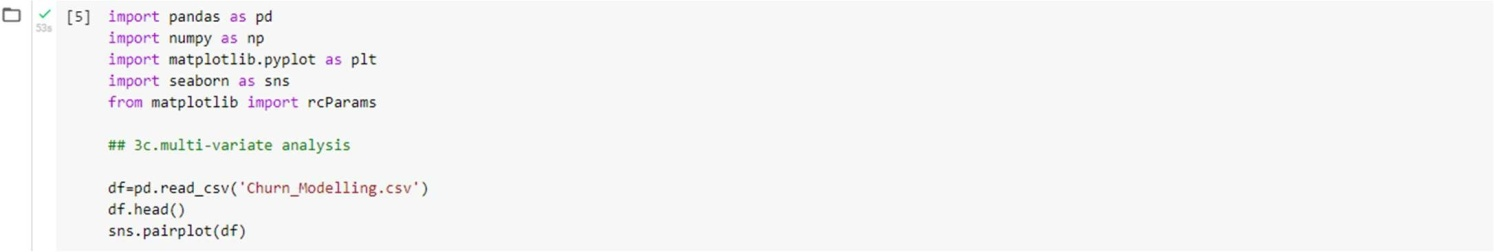 [5] import pandas as pd
53s import numpy as np
import matplotlib.pyplot as plt
import seaborn as sns
from matplotlib import rcParams
## 3c.multi-variate analysis
df=pd.read_csv('Churn_Modelling.csv')
df.head()
sns.pairplot(df)